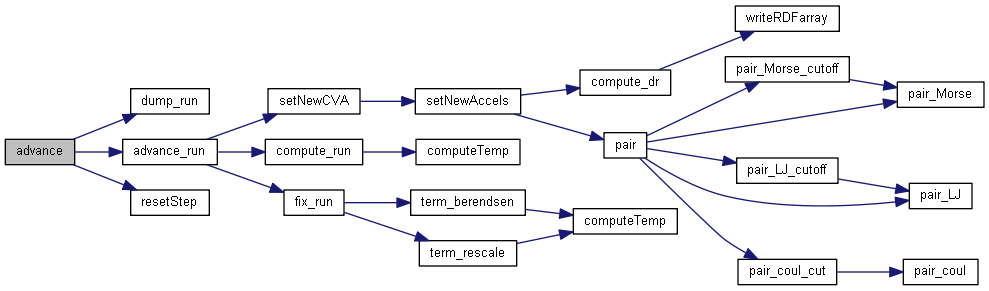 advance
dump_run
advance_run
resetStep
setNewCVA
compute_run
fix_run
setNewAccels
computeTemp
term_berendsen
term_rescale
compute_dr
pair
computeTemp
writeRDFarray
pair_Morse_cutoff
pair_LJ_cutoff
pair_coul_cut
pair_Morse
pair_LJ
pair_coul